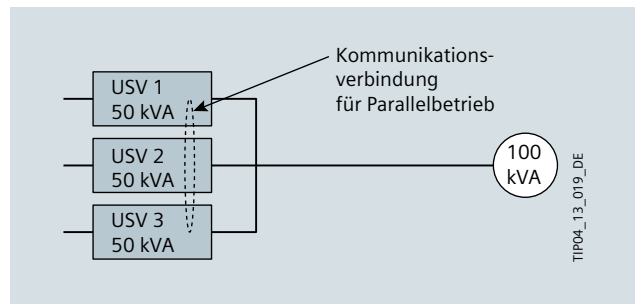 Kommunikations-
verbindung
für Parallelbetrieb
USV 1
50 kVA
USV 2
50 kVA
USV 3
50 kVA
100
kVA
TIP04_13_019_DE